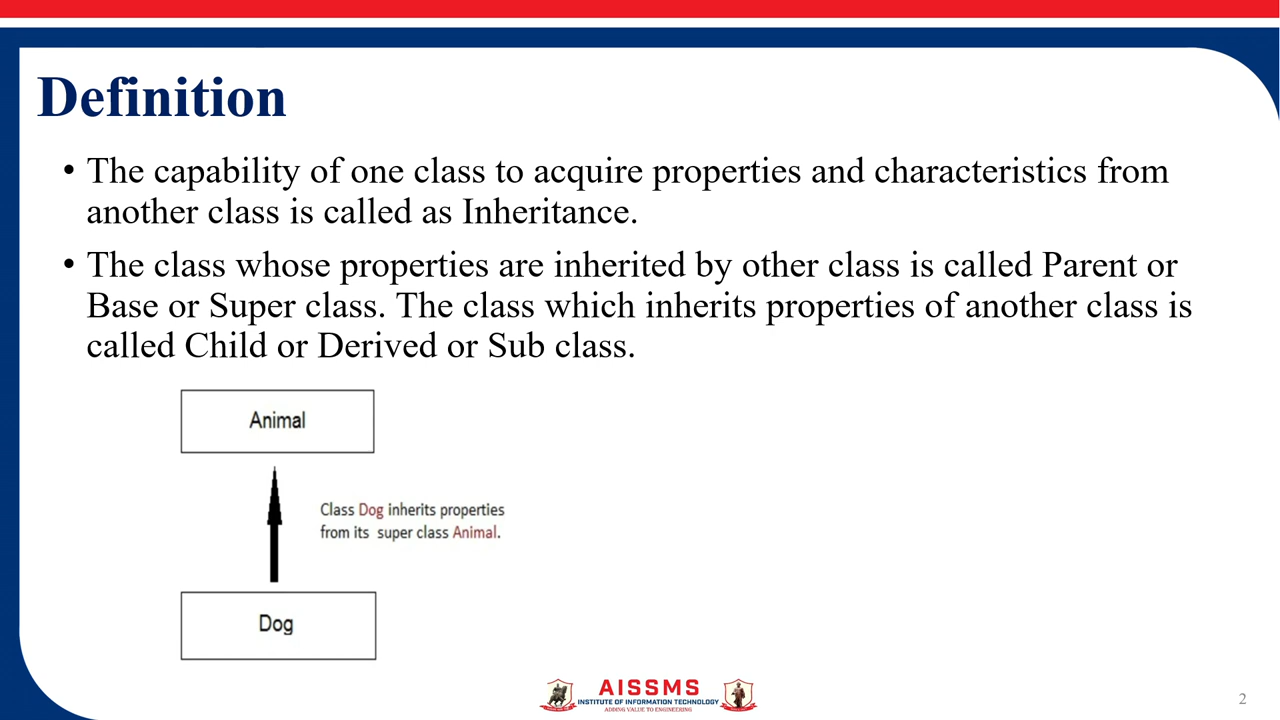 Definition
• The capability of one class to acquire properties and characteristics from
another class is called as Inheritance.
• The class whose properties are inherited by other class is called Parent or
Base or Super class. The class which inherits properties of another class is
called Child or Derived or Sub class.
Animal
Class Dog inherits properties
from its super class Animal.
Dog
AISSMS
INSTITUTE OF INFORMATION TECHNOLOGY
ADDING VALUE TO ENGINEERING
2